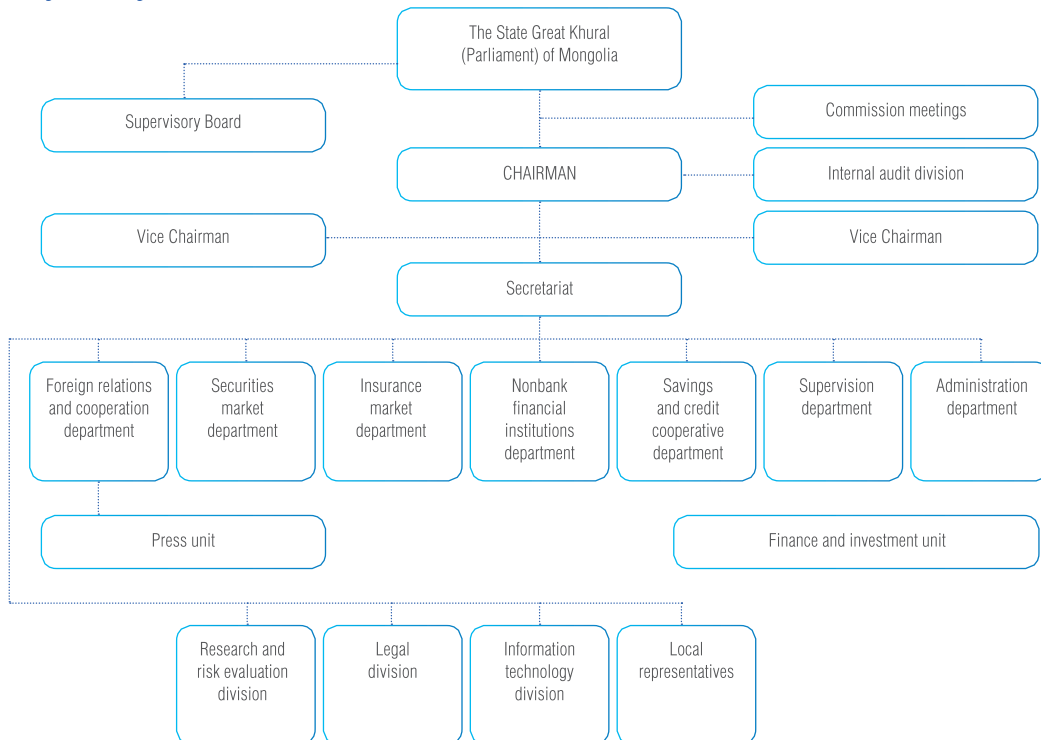 The State Great Khural
(Parliament) of Mongolia
Supervisory Board
Commission meetings
CHAIRMAN
Internal audit division
Vice Chairman
Vice Chairman
Secretariat
Foreign relations
and cooperation
department
Securities
market
department
Insurance
market
department
Nonbank
financial
institutions
department
Savings
and credit
cooperative
department
Supervision
department
Administration
department
Press unit
Finance and investment unit
Research and
risk evaluation
division
Legal
division
Information
technology
division
Local
representatives